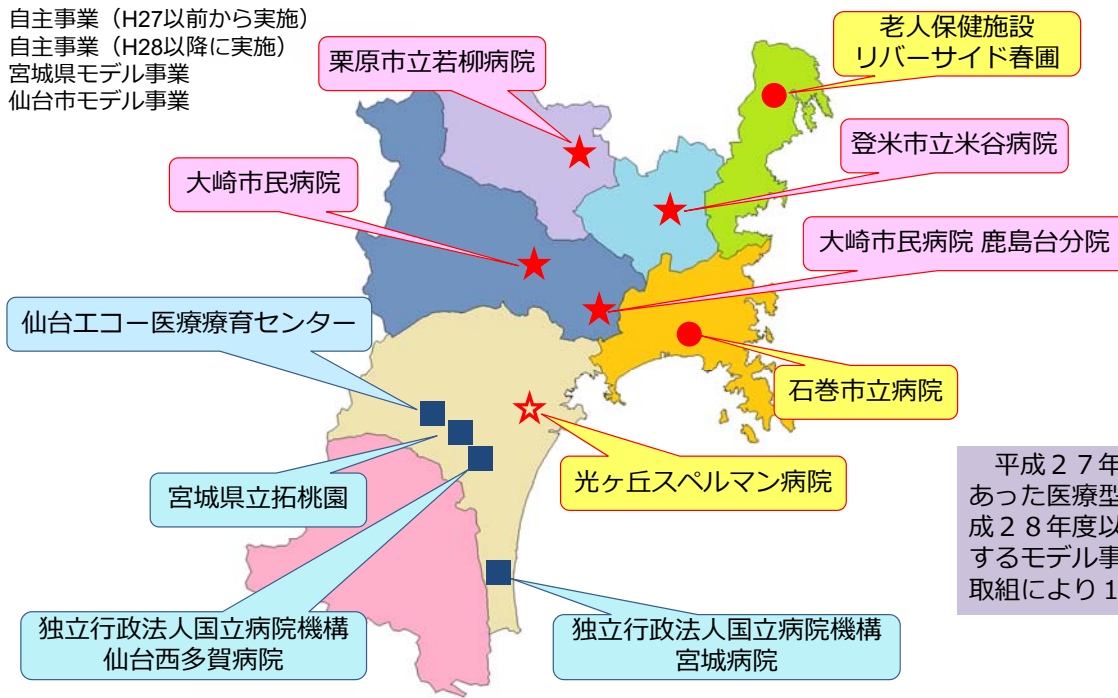 自主事業（H27以前から実施）
自主事業（H28以降に実施）
宮城県モデル事業
仙台市モデル事業
栗原市立若柳病院
老人保健施設
リバーサイド春圃
登米市立米谷病院
大崎市民病院
大崎市民病院 鹿島台分院
仙台エコー医療療育センター
石巻市立病院
光ヶ丘スペルマン病院
宮城県立拓桃園
独立行政法人国立病院機構
仙台西多賀病院
独立行政法人国立病院機構
宮城病院
平成２７年
あった医療型
成２８年度以
するモデル事
取組により１